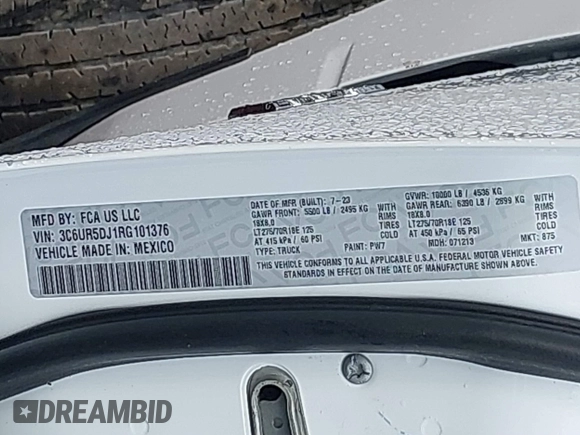 MFD BY: FCA US LLC
VIN: 3C6UR5DJ1RG101376
VEHICLE MADE IN: MEXICO
DATE OF MFR (BUILT): 7-23
GAWR FRONT: 5500 LB / 2495 KG
18X8.0 RIMS
LT275/70R18E 125 TIRES
AT 415 kPa / 60 PSI WITH
TYPE: TRUCK PAINT: PW7
GVWR: 10000 LB / 4536 KG
GAWR REAR: 6390 LB / 2899 KG
18X8.0 RIMS
LT275/70R18E 125 TIRES
AT 450 kPa / 65 PSI WITH
MDH: 071213 MKT: 875
THIS VEHICLE CONFORMS TO ALL APPLICABLE U.S.A. FEDERAL MOTOR VEHICLE SAFETY
STANDARDS IN EFFECT ON THE DATE OF MANUFACTURE SHOWN ABOVE.
DREAMBID